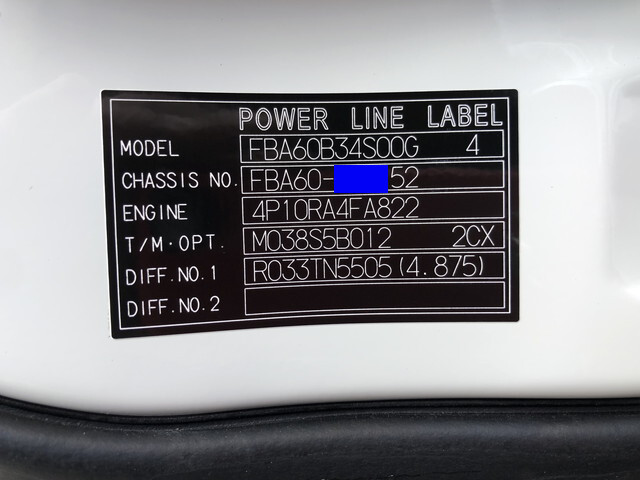 POWER LINE LABEL
MODEL FBA60B34S00G 4
CHASSIS NO. FBA60- 52
ENGINE 4P10RA4FA822
T/M·OPT. M038S5B012 2CX
DIFF.NO.1 R033TN5505(4.875)
DIFF.NO.2